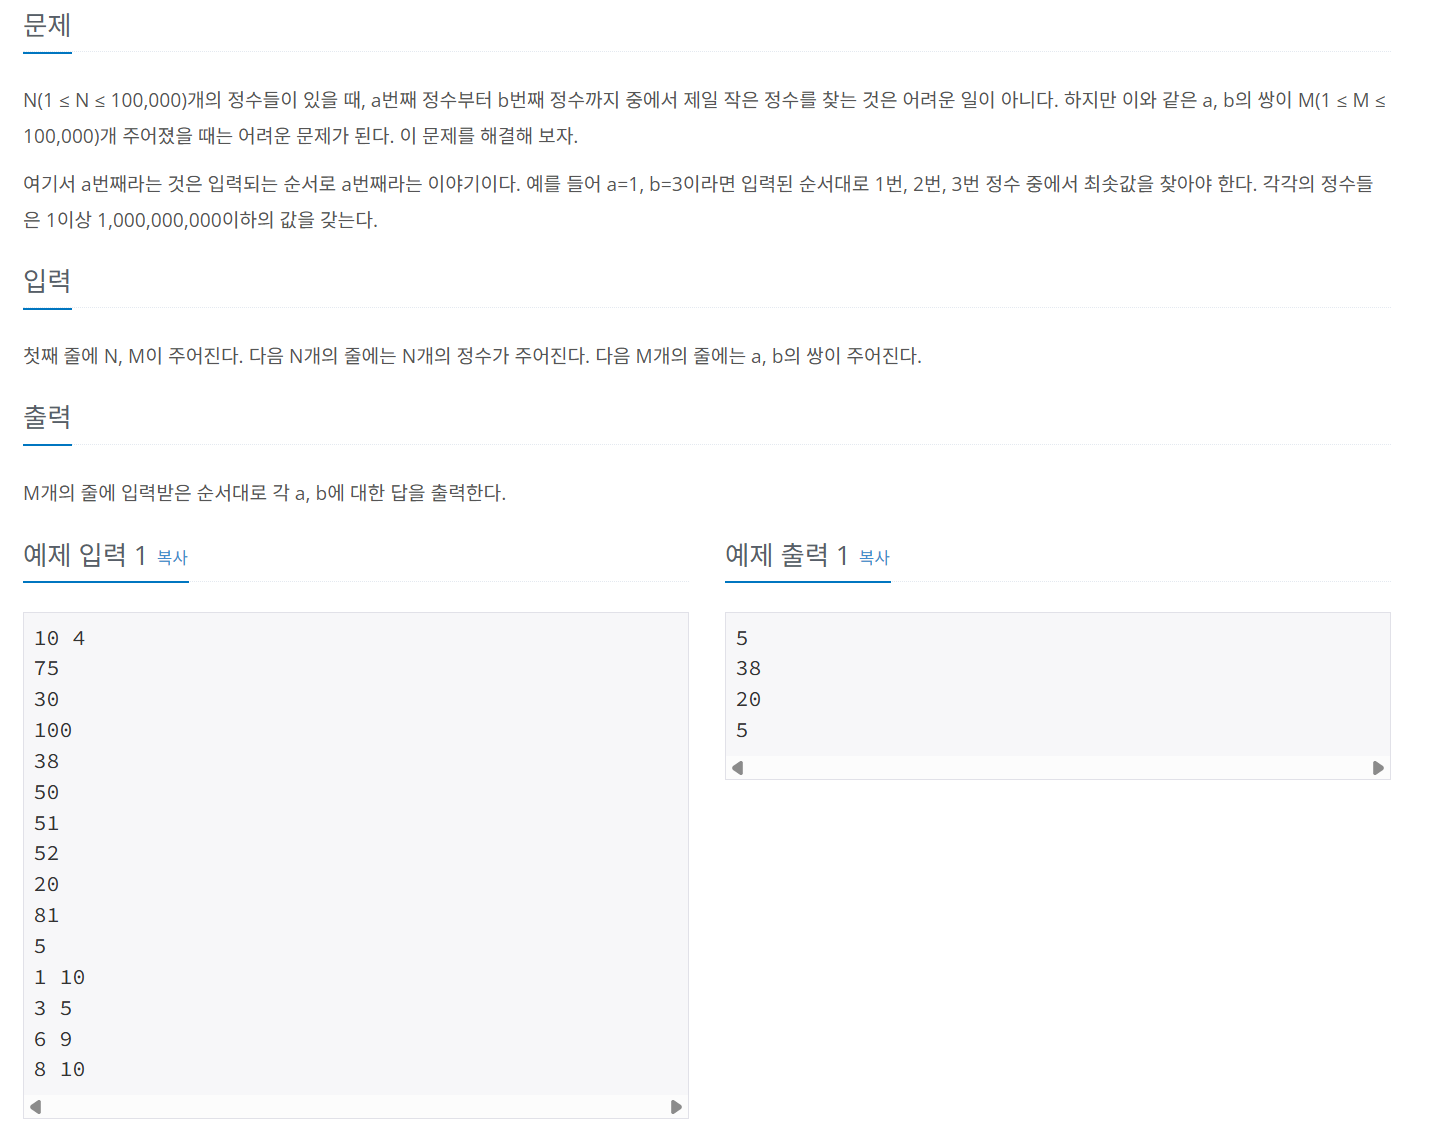 문제
N(1 ≤ N ≤ 100,000)개의 정수들이 있을 때, a번째 정수부터 b번째 정수까지 중에서 제일 작은 정수를 찾는 것은 어려운 일이 아니다. 하지만 이와 같은 a, b의 쌍이 M(1 ≤ M ≤
100,000)개 주어졌을 때는 어려운 문제가 된다. 이 문제를 해결해 보자.
여기서 a번째라는 것은 입력되는 순서로 a번째라는 이야기이다. 예를 들어 a=1, b=3이라면 입력된 순서대로 1번, 2번, 3번 정수 중에서 최솟값을 찾아야 한다. 각각의 정수들
은 1이상 1,000,000,000이하의 값을 갖는다.
입력
첫째 줄에 N, M이 주어진다. 다음 N개의 줄에는 N개의 정수가 주어진다. 다음 M개의 줄에는 a, b의 쌍이 주어진다.
출력
M개의 줄에 입력받은 순서대로 각 a, b에 대한 답을 출력한다.
예제 입력 1 복사
10 4
75
30
100
38
50
51
52
20
81
5
1 10
3 5
6 9
8 10
예제 출력 1 복사
5
38
20
5